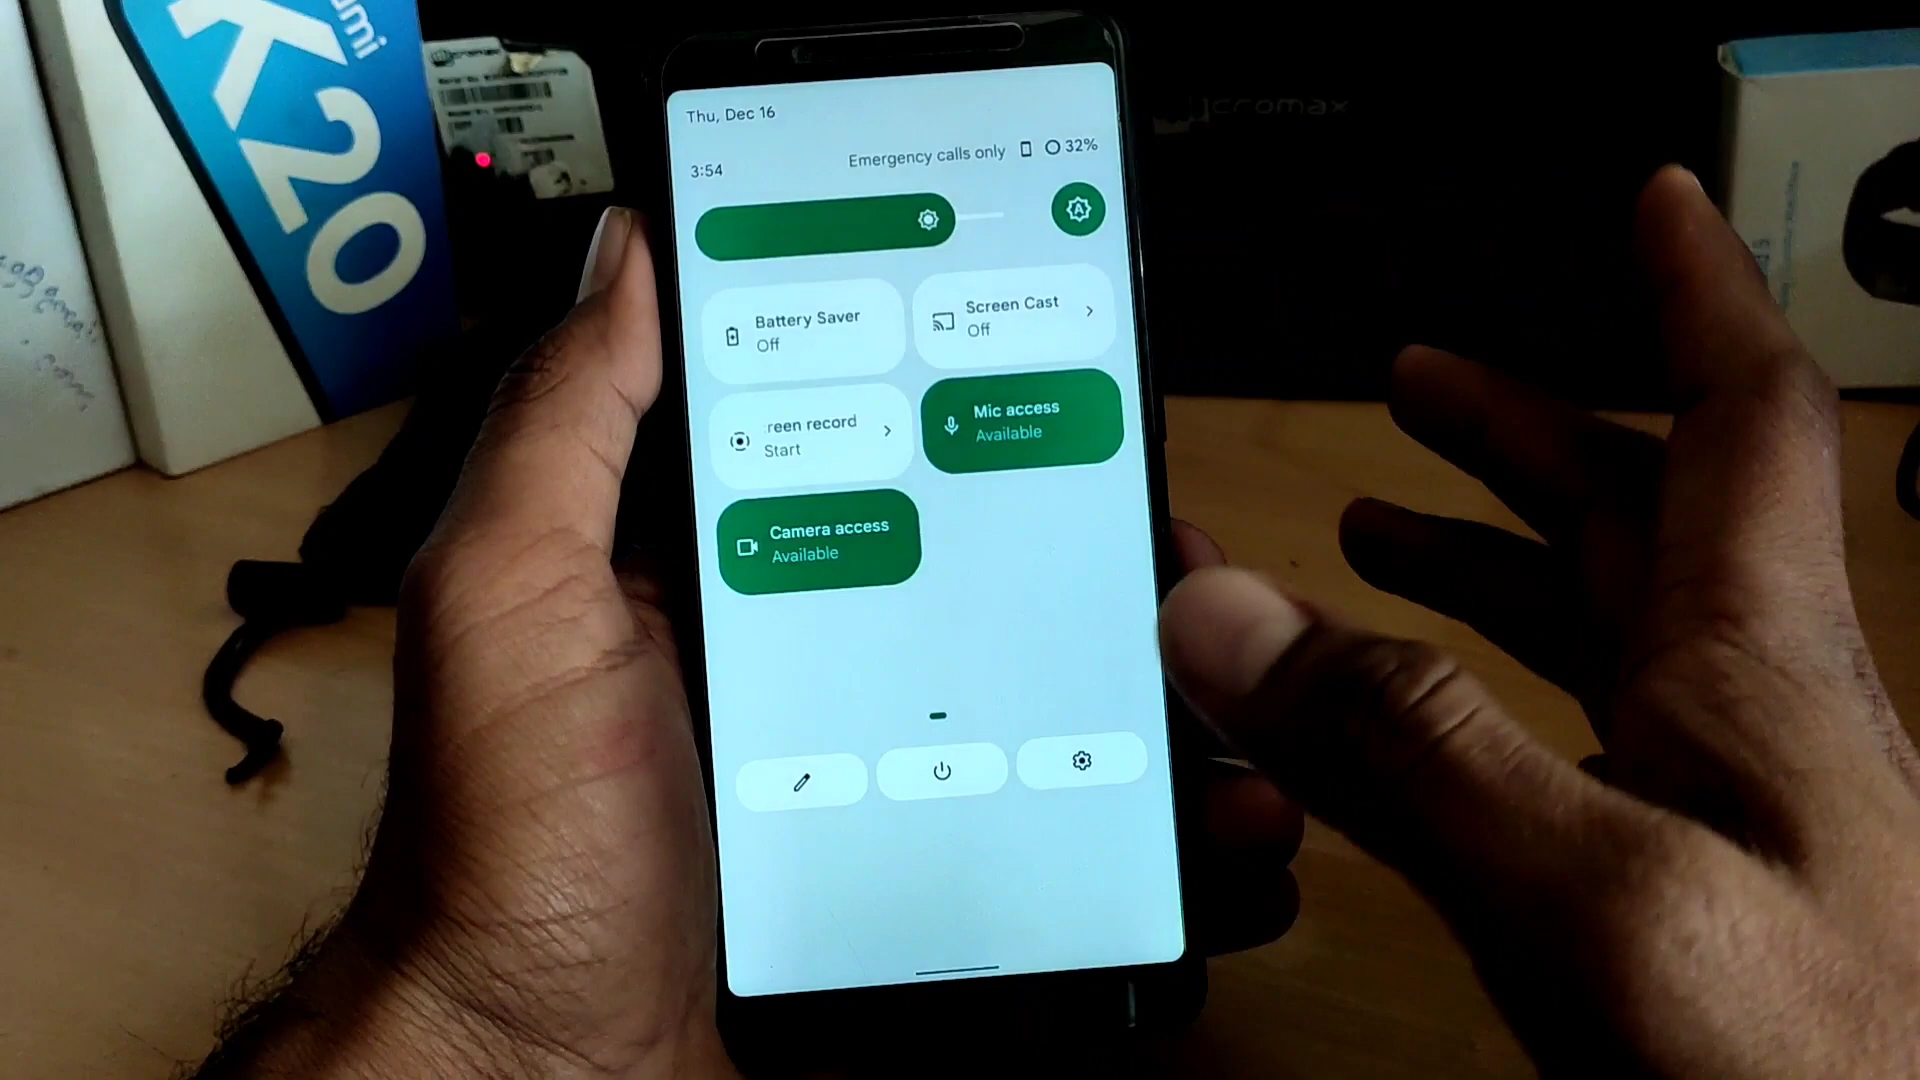 K20
Thu, Dec 16
3:54
Emergency calls only
32%
Battery Saver
Off
Screen Cast
Off
reen record
Start
Mic access
Available
Camera access
Available
cromax